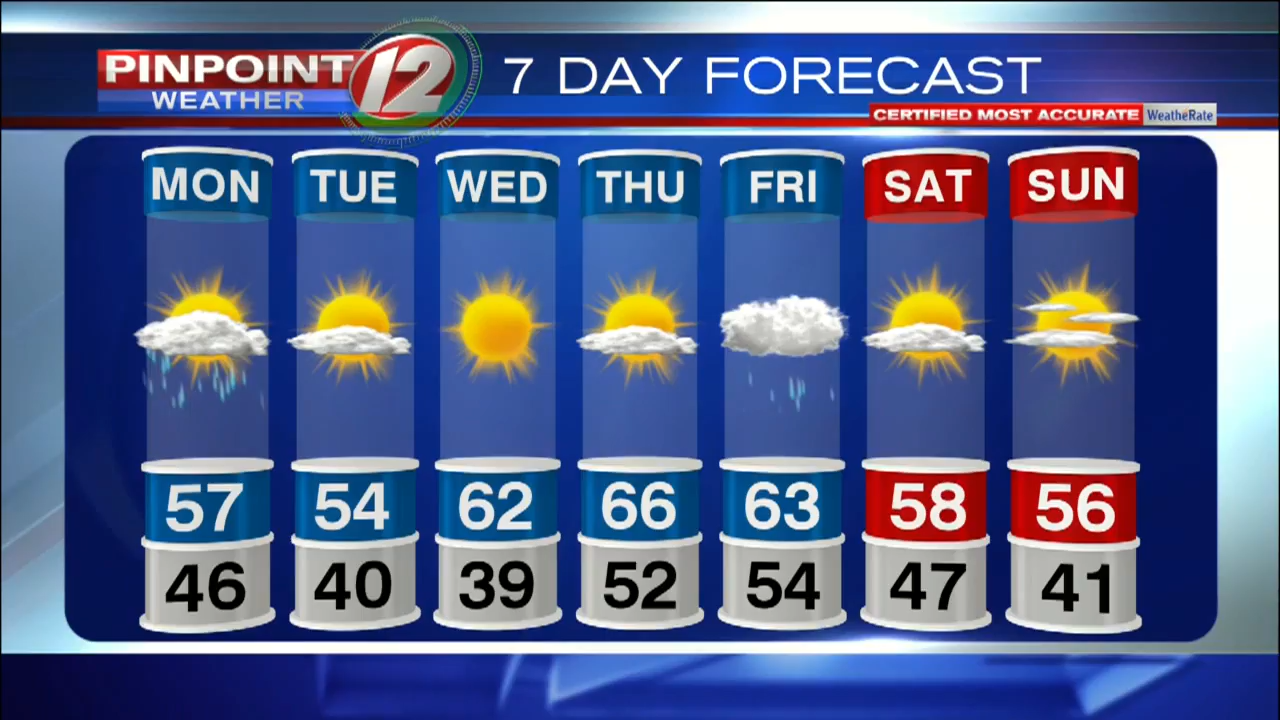 PINPOINT 12 7 DAY FORECAST
WEATHER
CERTIFIED MOST ACCURATE WeatheRate
MON TUE WED THU FRI SAT SUN
57 54 62 66 63 58 56
46 40 39 52 54 47 41